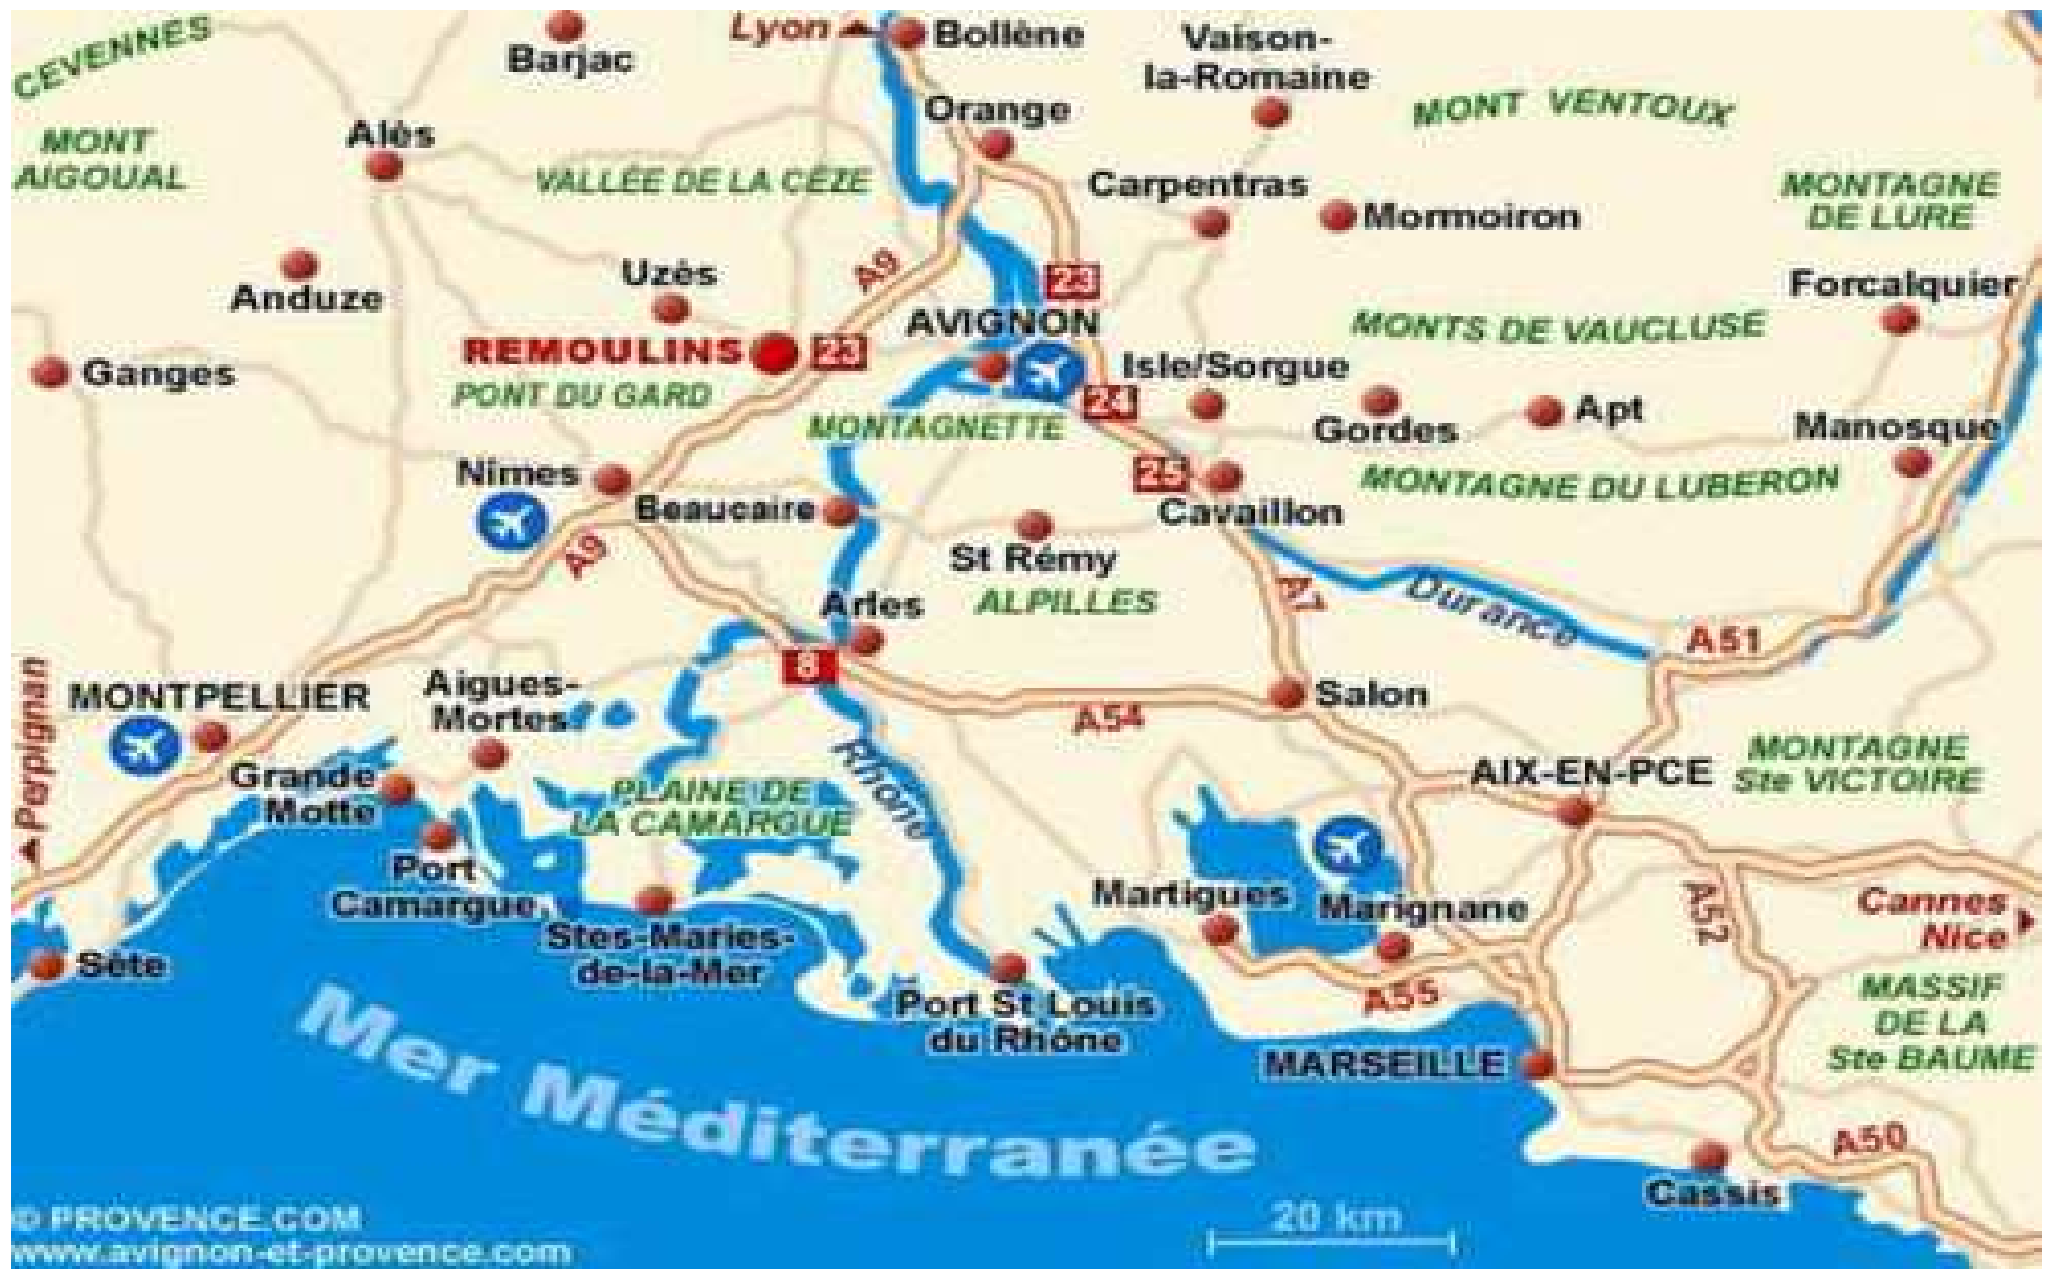 Lyon
Bollène
Vaison-
la-Romaine
CEVENNES
Barjac
Orange
MONT VENTOUX
MONT
AIGOUAL
Alès
VALLÉE DE LA CÈZE
Carpentras
Mormoiron
MONTAGNE
DE LURE
Anduze
Uzès
A9
23
Forcalquier
AVIGNON
MONTS DE VAUCLUSE
REMOULINS
23
Isle/Sorgue
Ganges
PONT DU GARD
24
Gordes
Apt
MONTAGNETTE
Manosque
Nîmes
25
MONTAGNE DU LUBERON
Beaucaire
Cavaillon
A9
St Rémy
ALPILLES
A7
Durance
Arles
A51
8
Perpignan
MONTPELLIER
Aigues-
Mortes
Salon
A54
Rhone
Grande
Motte
PLAINE DE
LA CAMARGUE
AIX-EN-PCE
MONTAGNE
Ste VICTOIRE
Port
Camargue
Martigues
Marignane
A52
Cannes
Nice
Sète
Stes-Maries-
de-la-Mer
Port St Louis
du Rhône
A55
MASSIF
DE LA
Ste BAUME
MARSEILLE
Mer Méditerranée
A50
Cassis
20 km
© PROVENCE.COM
www.avignon-et-provence.com